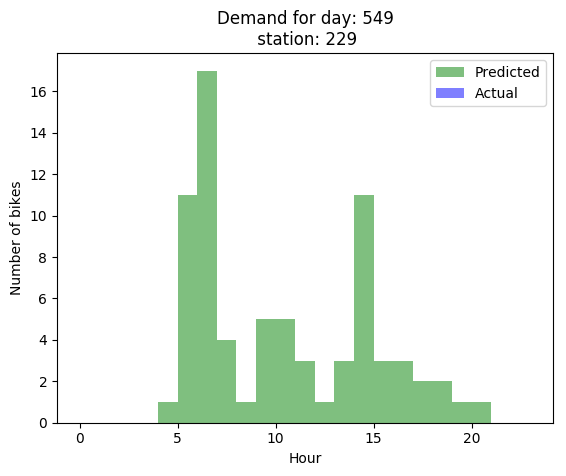 Demand for day: 549
station: 229
Predicted
Actual
Number of bikes
16
14
12
10
8
6
4
2
0
0 5 10 15 20
Hour